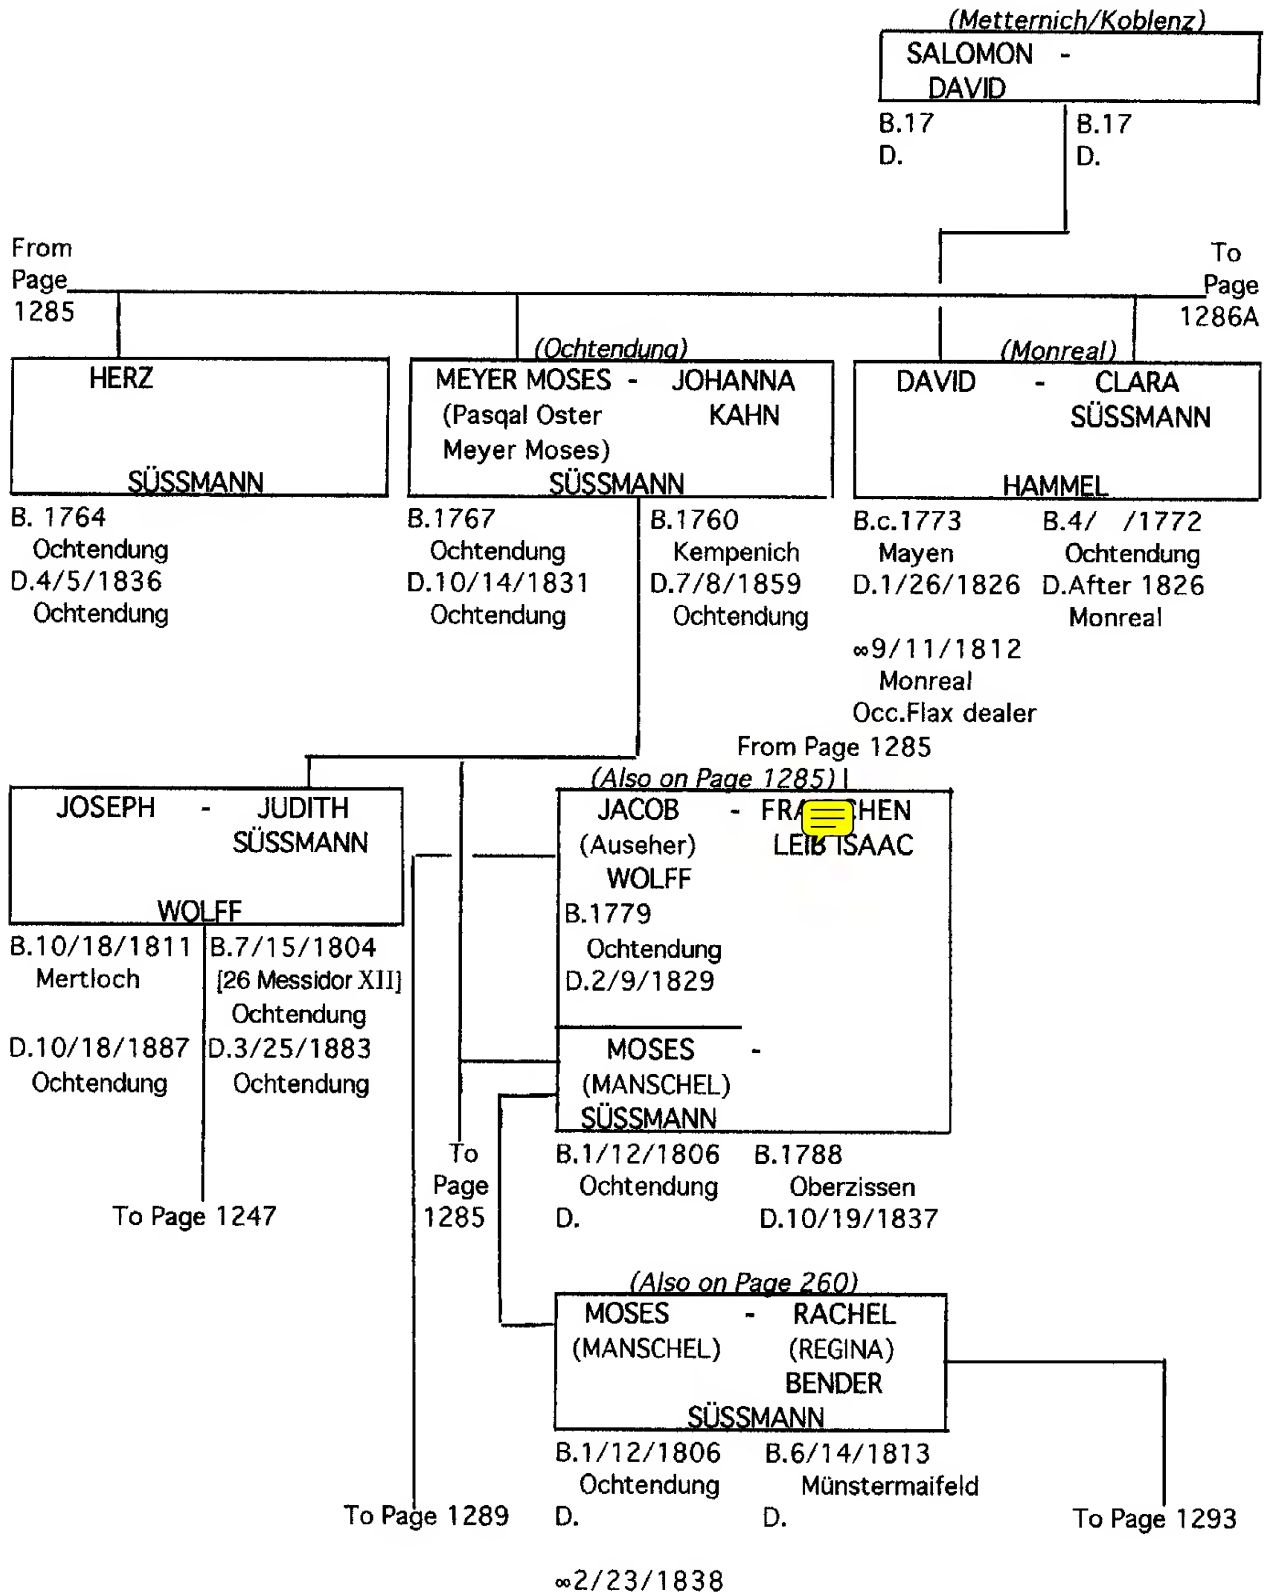 (Metternich/Koblenz)
SALOMON -
DAVID
B.17 B.17
D. D.
From
Page
1285
To
Page
1286A
HERZ
SÜSSMANN
B. 1764
Ochtendung
D.4/5/1836
Ochtendung
(Ochtendung)
MEYER MOSES - JOHANNA
(Pasqal Oster KAHN
Meyer Moses)
SÜSSMANN
B.1767 B.1760
Ochtendung Kempenich
D.10/14/1831 D.7/8/1859
Ochtendung Ochtendung
(Monreal)
DAVID - CLARA
SÜSSMANN
HAMMEL
B.c.1773 B.4/ /1772
Mayen Ochtendung
D.1/26/1826 D.After 1826
Monreal
∞9/11/1812
Monreal
Occ.Flax dealer
JOSEPH - JUDITH
SÜSSMANN
WOLFF
B.10/18/1811 B.7/15/1804
Mertloch [26 Messidor XII]
Ochtendung
D.10/18/1887 D.3/25/1883
Ochtendung Ochtendung
To Page 1247
To
Page
1285
From Page 1285
(Also on Page 1285)
JACOB -
(Auseher) ISAAC
WOLFF
B.1779
Ochtendung
D.2/9/1829
MOSES -
(MANSCHEL)
SÜSSMANN
B.1/12/1806 B.1788
Ochtendung Oberzissen
D. D.10/19/1837
(Also on Page 260)
MOSES - RACHEL
(MANSCHEL) (REGINA)
BENDER
SÜSSMANN
B.1/12/1806 B.6/14/1813
Ochtendung Münstermaifeld
To Page 1289 D. D. To Page 1293
∞2/23/1838